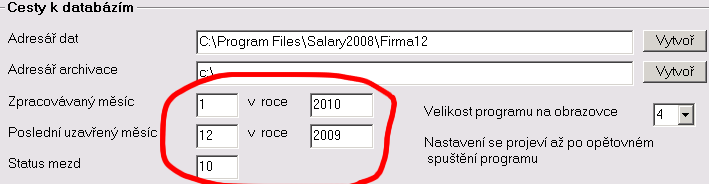 Cesty k databázím
Adresář dat C:\Program Files\Salary2008\Firma12 Vytvoř
Adresář archivace c:\ Vytvoř
Zpracovávaný měsíc 1 v roce 2010
Velikost programu na obrazovce 4
Poslední uzavřený měsíc 12 v roce 2009
Nastavení se projeví až po opětovném
spuštění programu
Status mezd 10